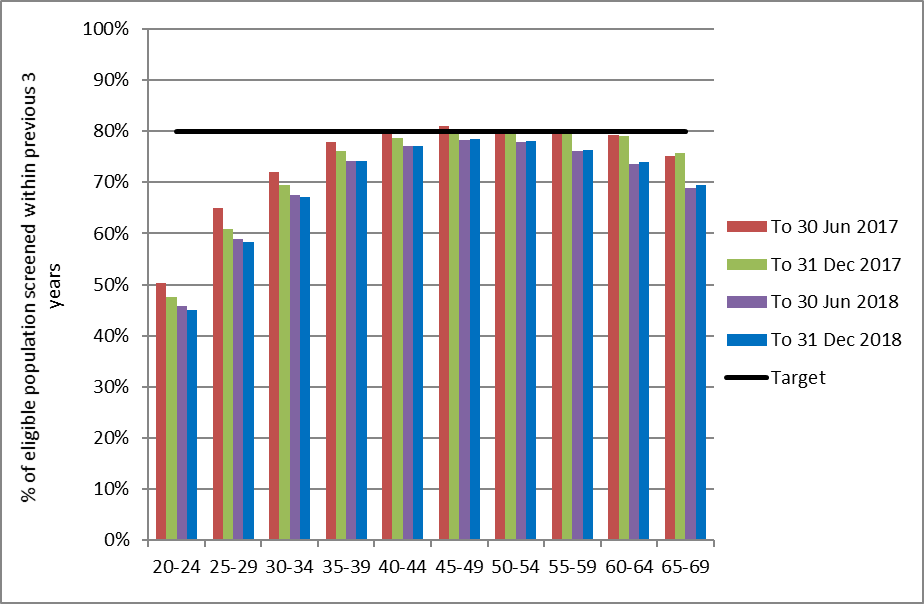 % of eligible population screened within previous 3
years
100%
90%
80%
70%
60%
50%
40%
30%
20%
10%
0%
20-24 25-29 30-34 35-39 40-44 45-49 50-54 55-59 60-64 65-69
To 30 Jun 2017
To 31 Dec 2017
To 30 Jun 2018
To 31 Dec 2018
Target